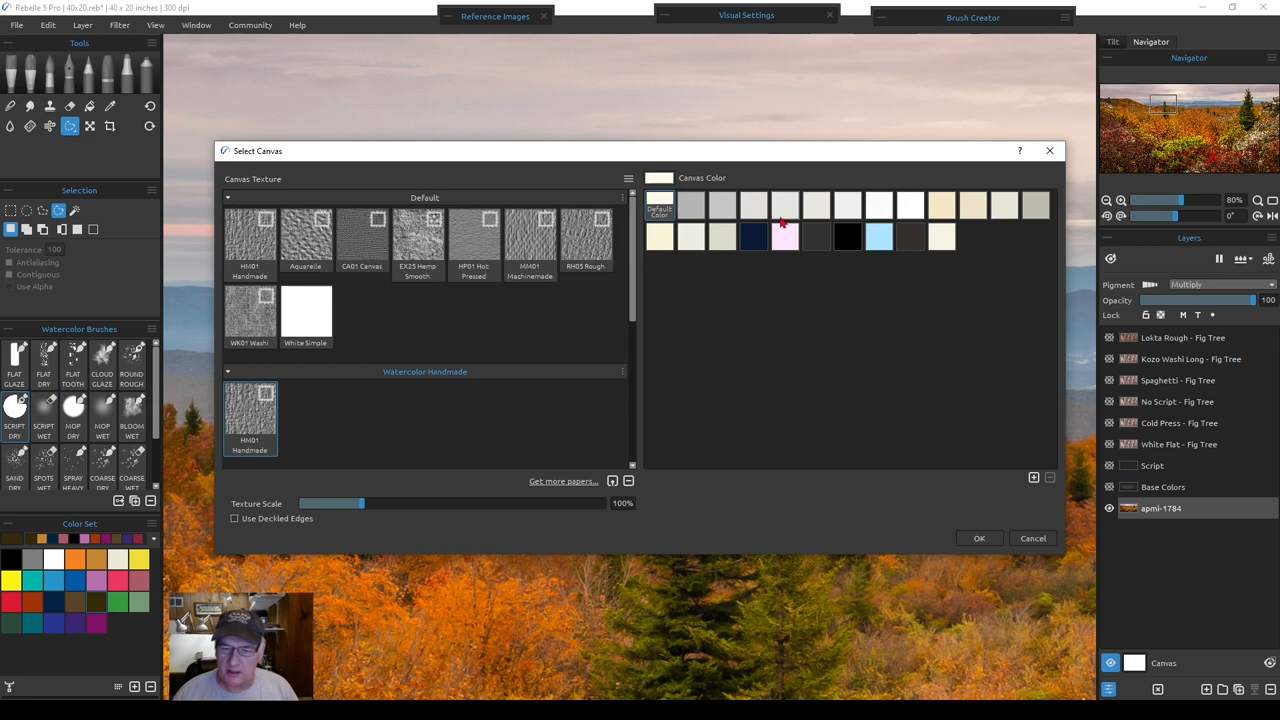 Rebelle 5 Pro | 40x20.reb* | 40 x 20 inches | 300 dpi
File Edit Layer Filter View Window Community Help
Reference Images
Visual Settings
Brush Creator
Tools
Selection
Tolerance 100
Antialiasing
Contiguous
Use Alpha
Watercolor Brushes
FLAT GLAZE
FLAT DRY
FLAT TOOTH
CLOUD GLAZE
ROUND ROUGH
SCRIPT DRY
SCRIPT WET
MOP DRY
MOP WET
BLOOM WET
SAND DRY
SPOTS WET
SPRAY HEAVY
COARSE DRY
COARSE WET
Color Set
Select Canvas
Canvas Texture
Default
HM01 Handmade
Aquarelle
CA01 Canvas
EX25 Hemp Smooth
HP01 Hot Pressed
MM01 Machinemade
RH05 Rough
WK01 Washi
White Simple
Watercolor Handmade
HM01 Handmade
Get more papers...
Texture Scale 100%
Use Deckled Edges
Canvas Color
Default Color
OK
Cancel
Tilt
Navigator
Navigator
80%
0°
Layers
Pigment Multiply
Opacity 100
Lock M T
Lokta Rough - Fig Tree
Kozo Washi Long - Fig Tree
Spaghetti - Fig Tree
No Script - Fig Tree
Cold Press - Fig Tree
White Flat - Fig Tree
Script
Base Colors
apmi-1784
Canvas